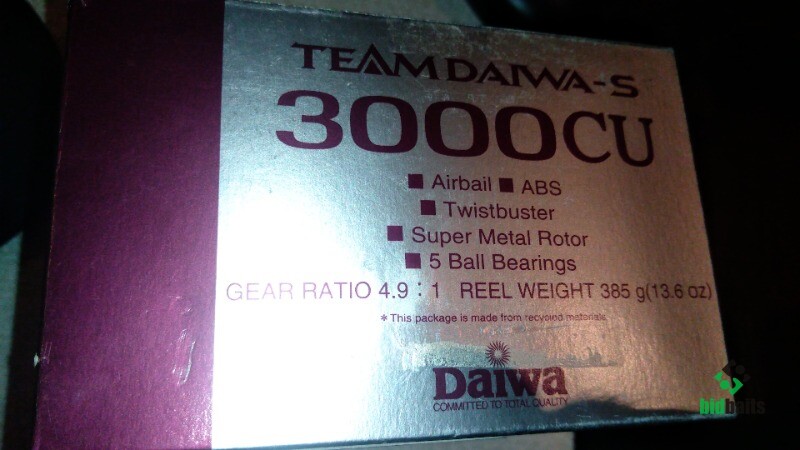 TEAM DAIWA-S
3000CU
■ Airbail ■ ABS
■ Twistbuster
■ Super Metal Rotor
■ 5 Ball Bearings
GEAR RATIO 4.9 : 1 REEL WEIGHT 385 g(13.6 oz)
* This package is made from recycled materials
Daiwa
COMMITTED TO TOTAL QUALITY
bidbaits